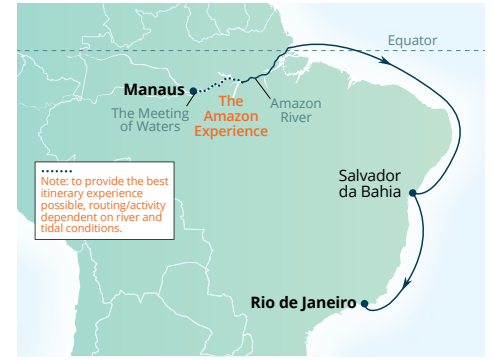 Equator
Manaus
The Meeting
of Waters
The
Amazon
Experience
Amazon
River
Note: to provide the best
itinerary experience
possible, routing/activity
dependent on river and
tidal conditions.
Salvador
da Bahia
Rio de Janeiro